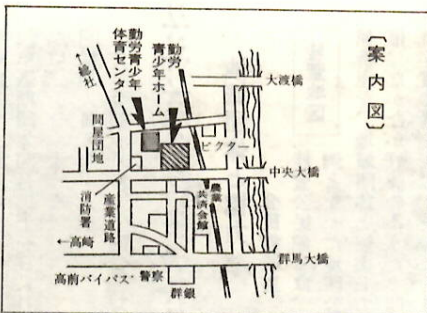 〔案内図〕
勤労青少年ホーム
勤労青少年体育センター
←総社
大渡橋
問屋団地
ビクター
中央大橋
消防署
産業道路
農業共済会館
←高崎
群馬大橋
高前バイパス
警察
群銀